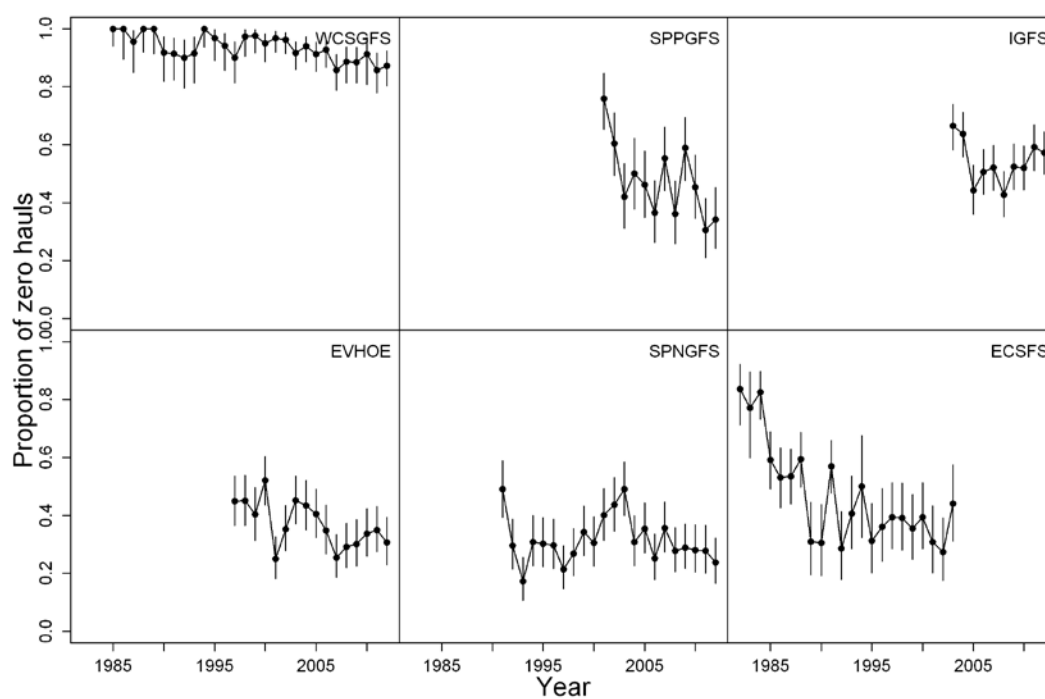 WCSGFS SPPGFS IGFS
0.0 0.2 0.4 0.6 0.8 1.0
EVHOE SPNGFS ECSFS
0.0 0.2 0.4 0.6 0.8 1.0
Proportion of zero hauls
1985 1995 2005 1985 1995 2005 1985 1995 2005
Year